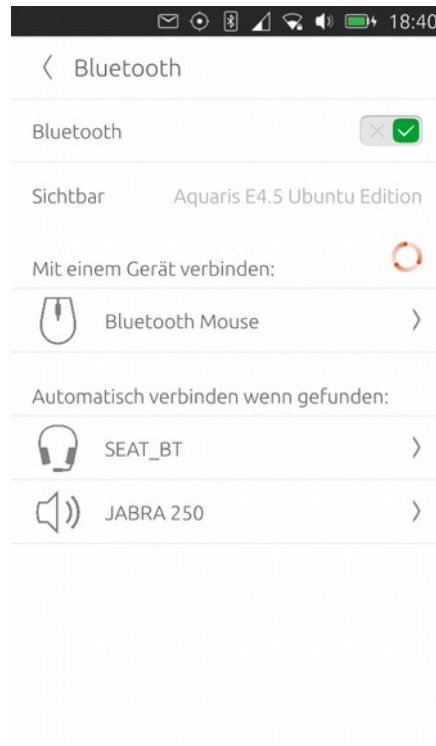 18:40
Bluetooth
Bluetooth
Sichtbar Aquaris E4.5 Ubuntu Edition
Mit einem Gerät verbinden:
Bluetooth Mouse
Automatisch verbinden wenn gefunden:
SEAT_BT
JABRA 250